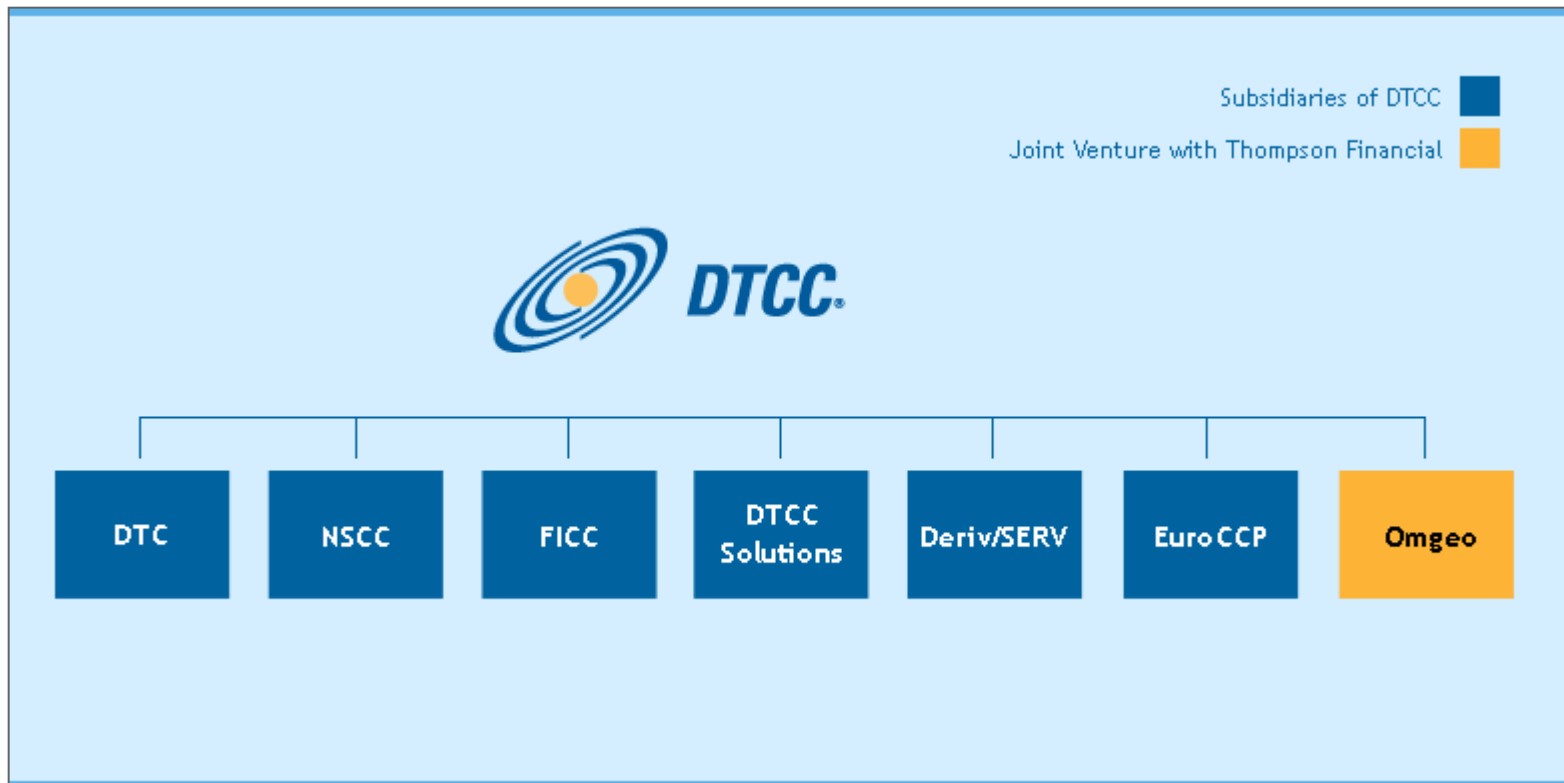 Subsidiaries of DTCC
Joint Venture with Thompson Financial
DTCC®
DTC
NSCC
FICC
DTCC
Solutions
Deriv/SERV
EuroCCP
Omgeo